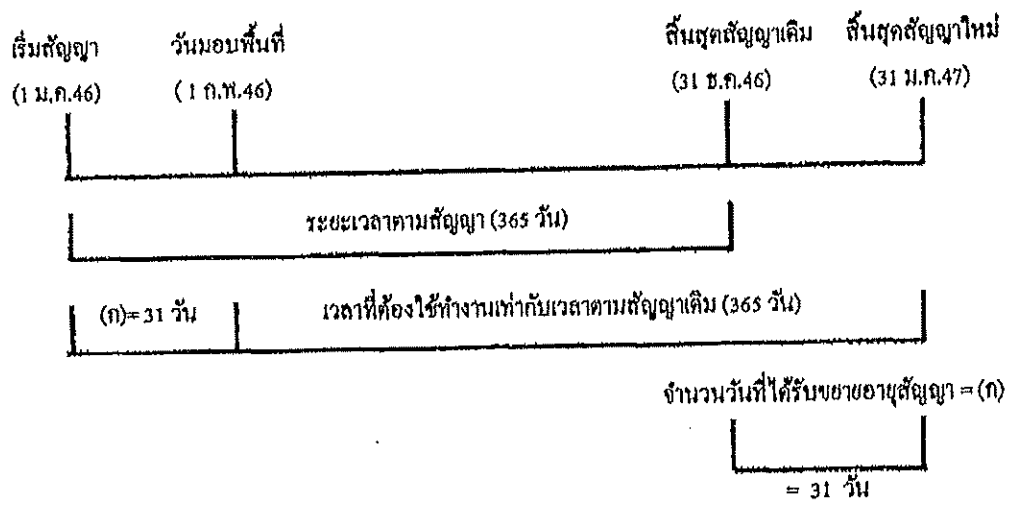 เริ่มสัญญา วันมอบพื้นที่ สิ้นสุดสัญญาเดิม สิ้นสุดสัญญาใหม่
(1 ม.ค.46) (1 ก.พ.46) (31 ธ.ค.46) (31 ม.ค.47)
ระยะเวลาตามสัญญา (365 วัน)
(ก)= 31 วัน เวลาที่ต้องใช้ทำงานเท่ากับเวลาตามสัญญาเดิม (365 วัน)
จำนวนวันที่ได้รับขยายอายุสัญญา = (ก)
= 31 วัน